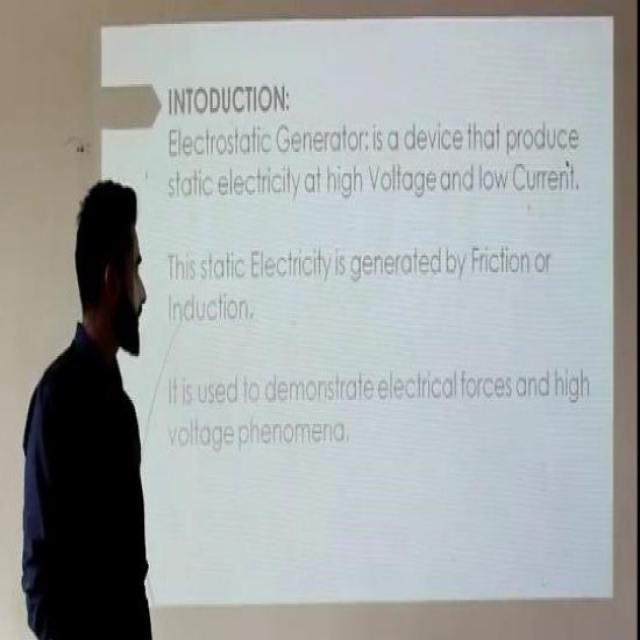 INTODUCTION:
Electrostatic Generator: is a device that produce
static electricity at high Voltage and low Current.
This static Electricity is generated by Friction or
Induction.
It is used to demonstrate electrical forces and high
voltage phenomena.